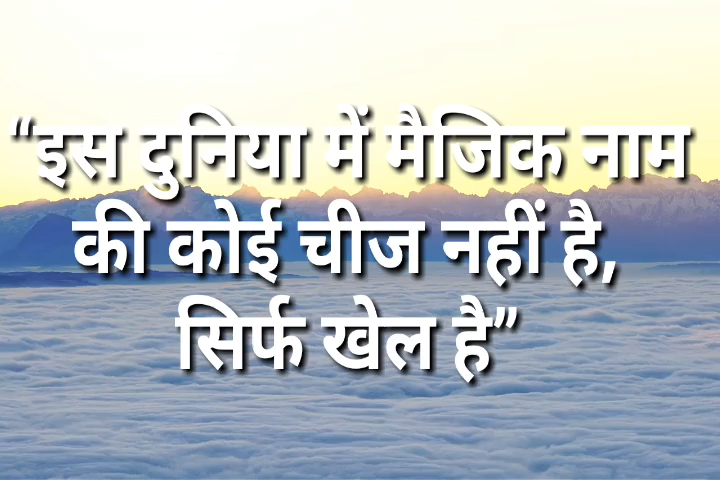 “इस दुनिया में मैजिक नाम
की कोई चीज नहीं है,
सिर्फ खेल है”